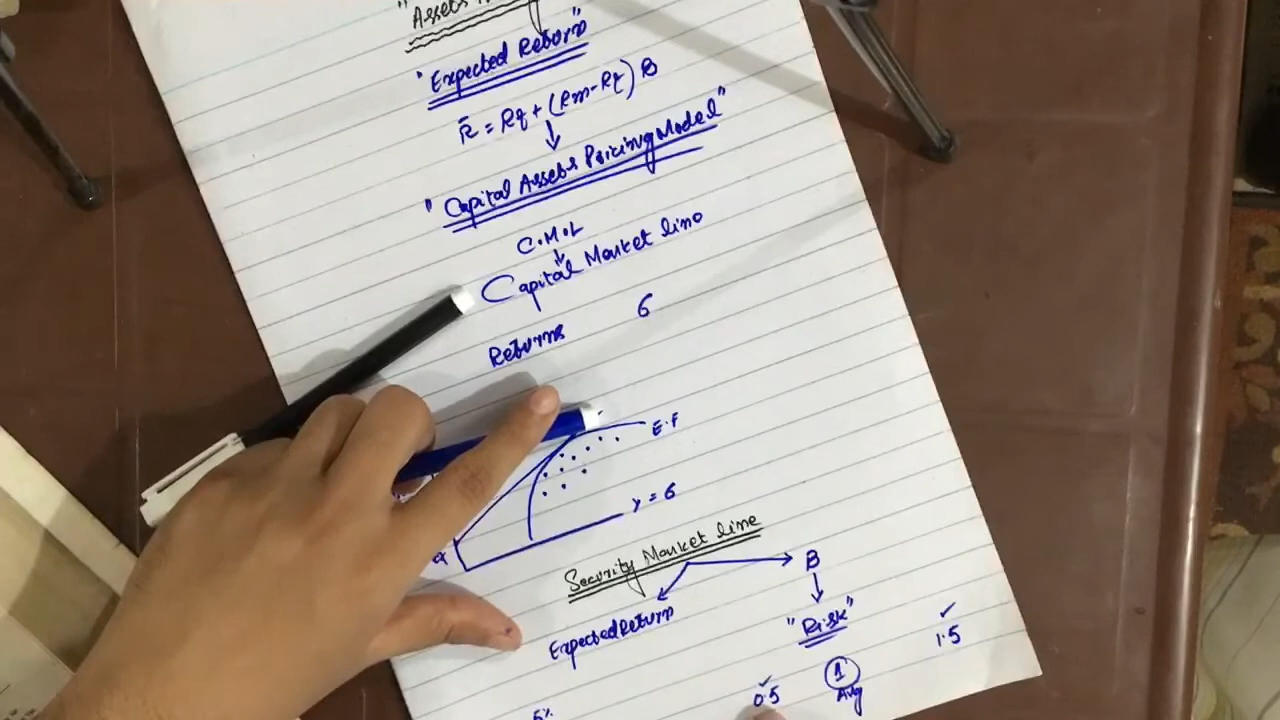 "Assets
"Expected Return"
R̄ = Rf + (Rm - Rf) B
"Capital Assets Pricing Model"
C.M.L
Capital Market line
Returns 6
E.F
y = 6
Security Market line
B
Expected Return
"Risk"
1.5
1
0.5
Avg
5%